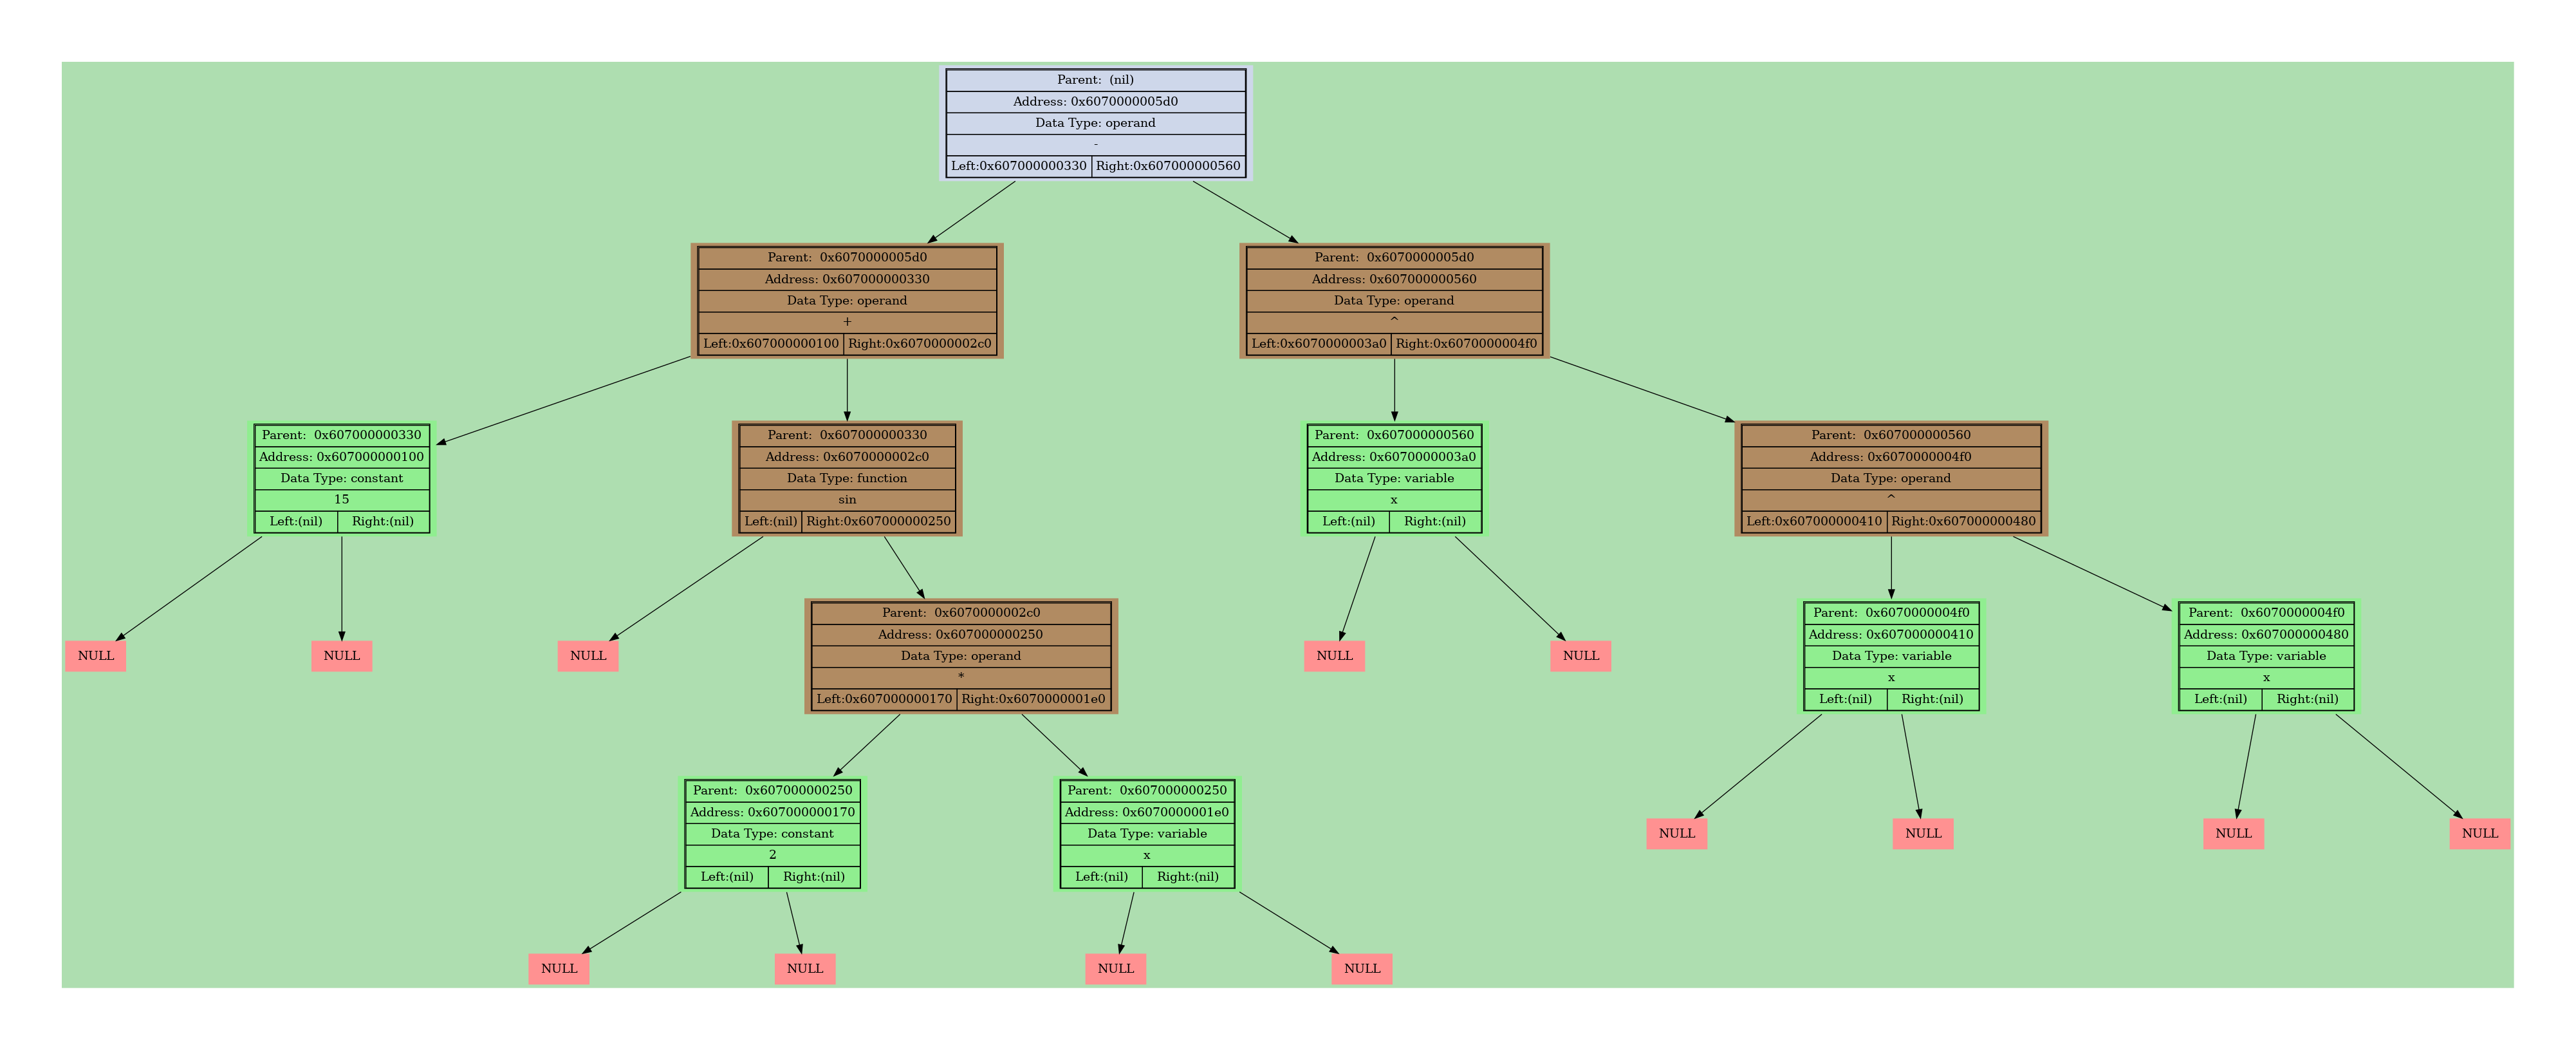 Parent:  (nil)
Address: 0x6070000005d0
Data Type: operand
-
Left:0x607000000330 Right:0x607000000560
Parent:  0x6070000005d0
Address: 0x607000000330
Data Type: operand
+
Left:0x607000000100 Right:0x6070000002c0
Parent:  0x6070000005d0
Address: 0x607000000560
Data Type: operand
^
Left:0x6070000003a0 Right:0x6070000004f0
Parent:  0x607000000330
Address: 0x607000000100
Data Type: constant
15
Left:(nil) Right:(nil)
Parent:  0x607000000330
Address: 0x6070000002c0
Data Type: function
sin
Left:(nil) Right:0x607000000250
Parent:  0x607000000560
Address: 0x6070000003a0
Data Type: variable
x
Left:(nil) Right:(nil)
Parent:  0x607000000560
Address: 0x6070000004f0
Data Type: operand
^
Left:0x607000000410 Right:0x607000000480
NULL
NULL
NULL
Parent:  0x6070000002c0
Address: 0x607000000250
Data Type: operand
*
Left:0x607000000170 Right:0x6070000001e0
NULL
NULL
Parent:  0x6070000004f0
Address: 0x607000000410
Data Type: variable
x
Left:(nil) Right:(nil)
Parent:  0x6070000004f0
Address: 0x607000000480
Data Type: variable
x
Left:(nil) Right:(nil)
Parent:  0x607000000250
Address: 0x607000000170
Data Type: constant
2
Left:(nil) Right:(nil)
Parent:  0x607000000250
Address: 0x6070000001e0
Data Type: variable
x
Left:(nil) Right:(nil)
NULL
NULL
NULL
NULL
NULL
NULL
NULL
NULL